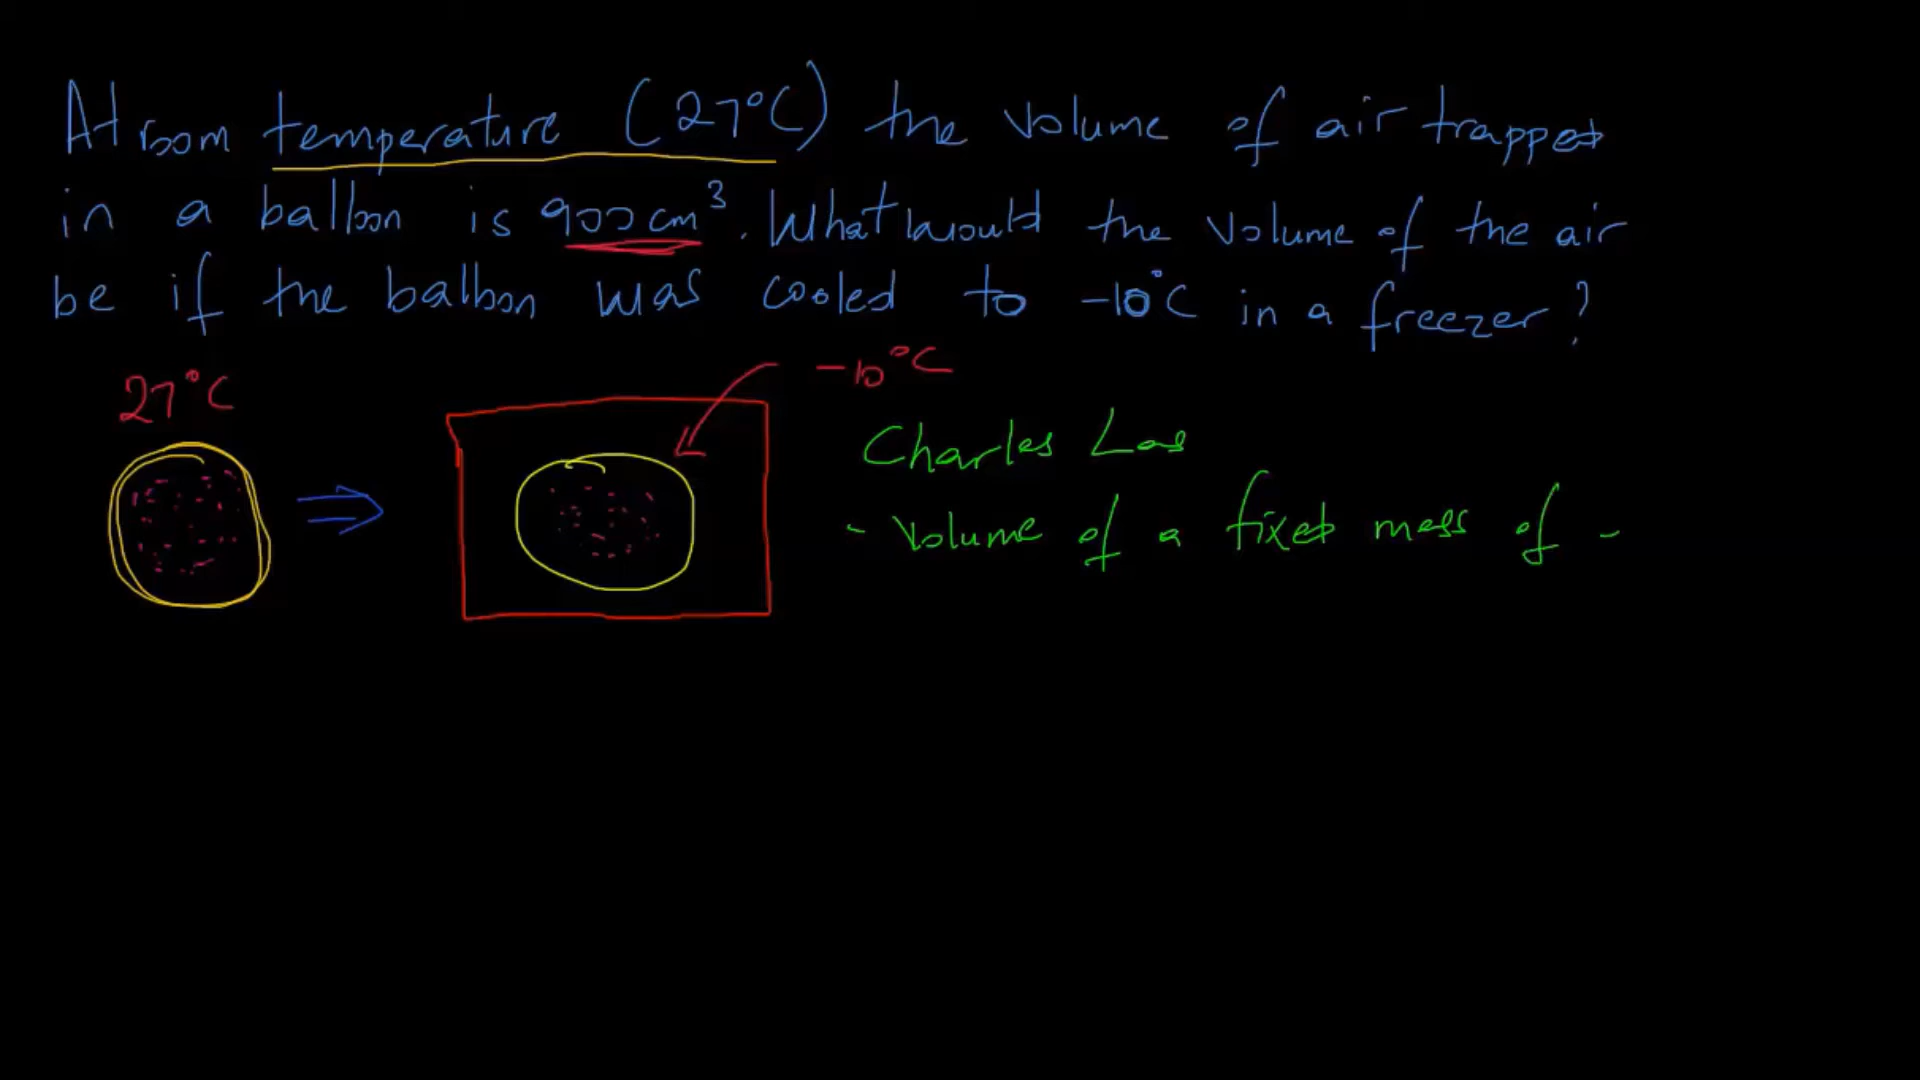 At room temperature (27°C) the volume of air trapped
in a balloon is 900 cm³. What would the volume of the air
be if the balloon was cooled to -10°C in a freezer?
27°C
-10°C
Charles Law
- Volume of a fixed mass of -